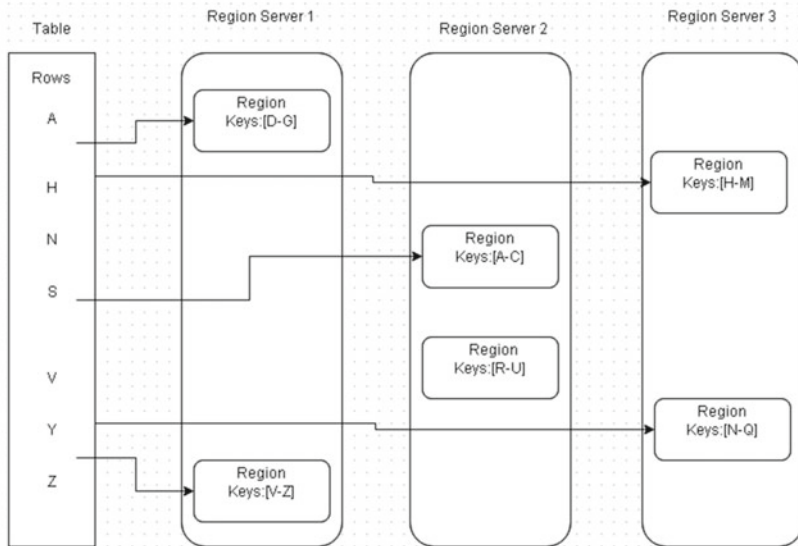 Table
Region Server 1
Region Server 2
Region Server 3
Rows
A
H
N
S
V
Y
Z
Region
Keys:[D-G]
Region
Keys:[V-Z]
Region
Keys:[A-C]
Region
Keys:[R-U]
Region
Keys:[H-M]
Region
Keys:[N-Q]